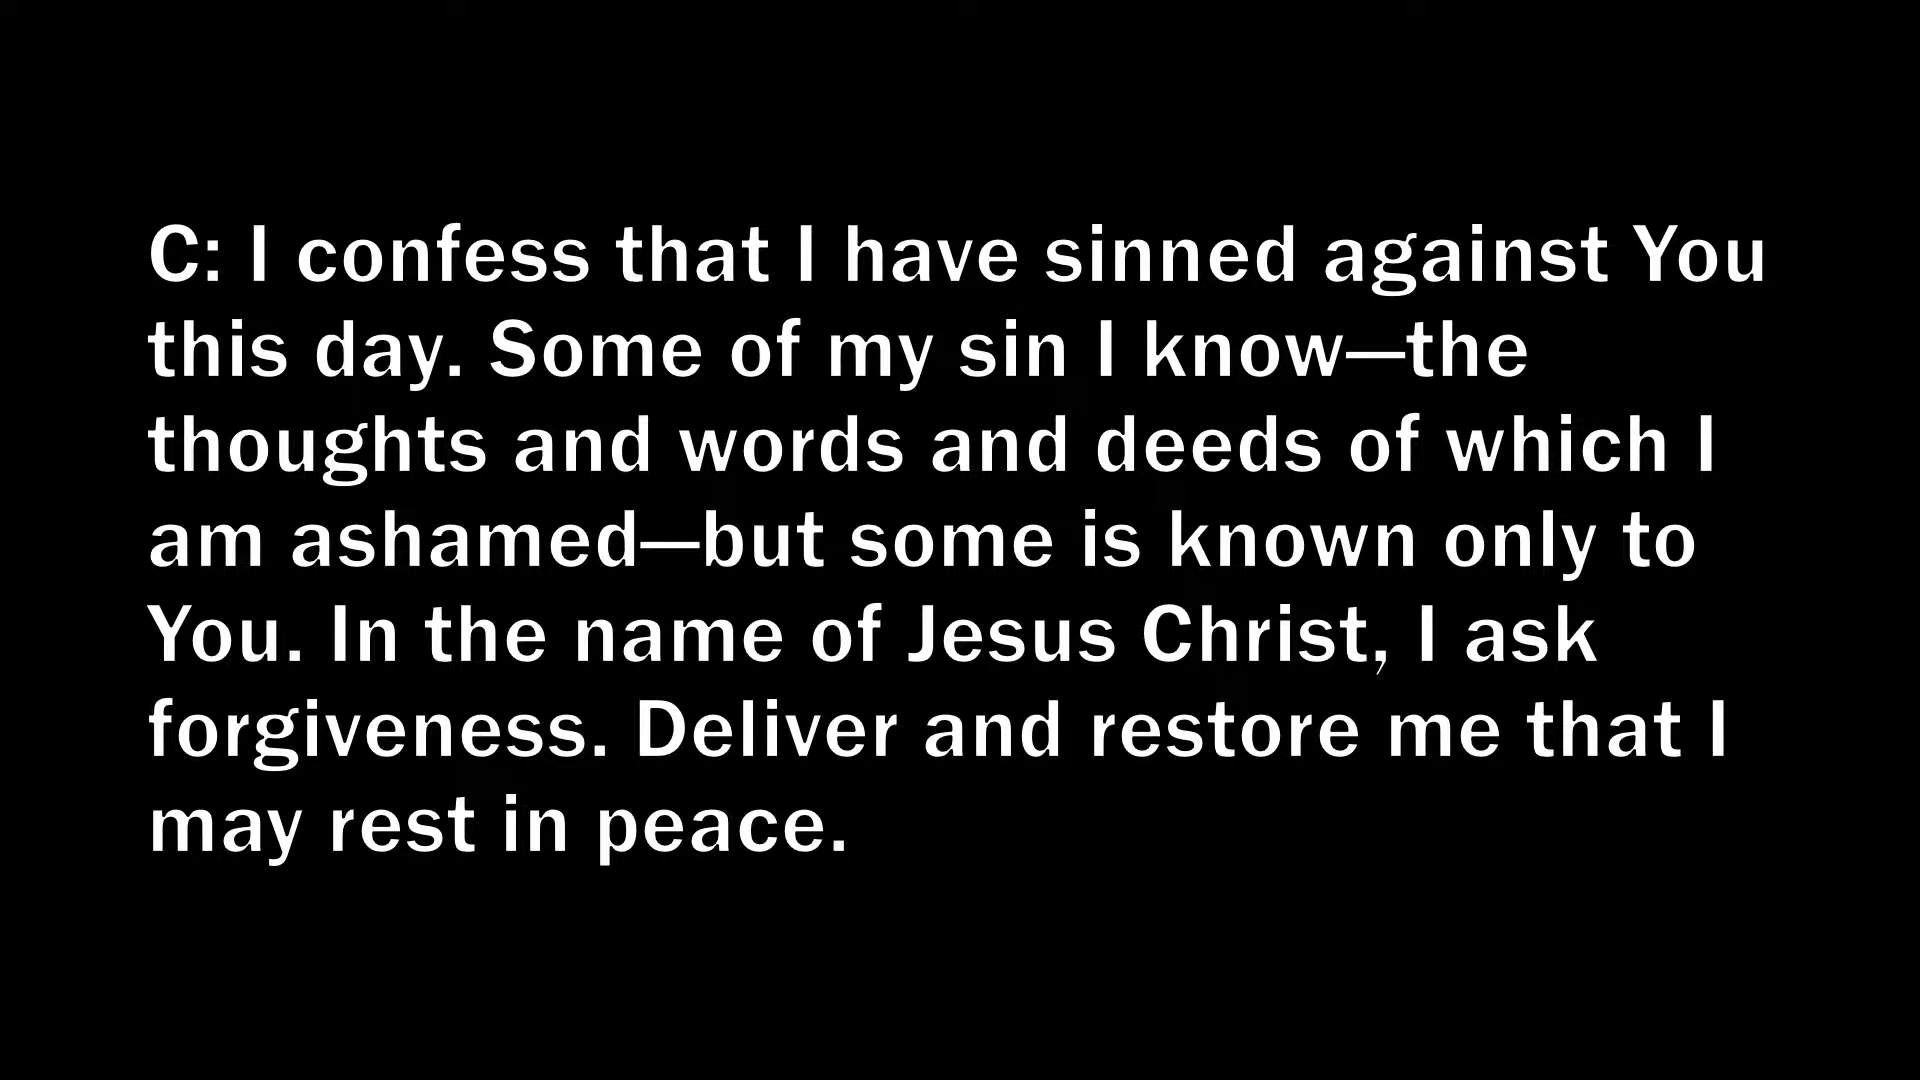 C: I confess that I have sinned against You
this day. Some of my sin I know—the
thoughts and words and deeds of which I
am ashamed—but some is known only to
You. In the name of Jesus Christ, I ask
forgiveness. Deliver and restore me that I
may rest in peace.